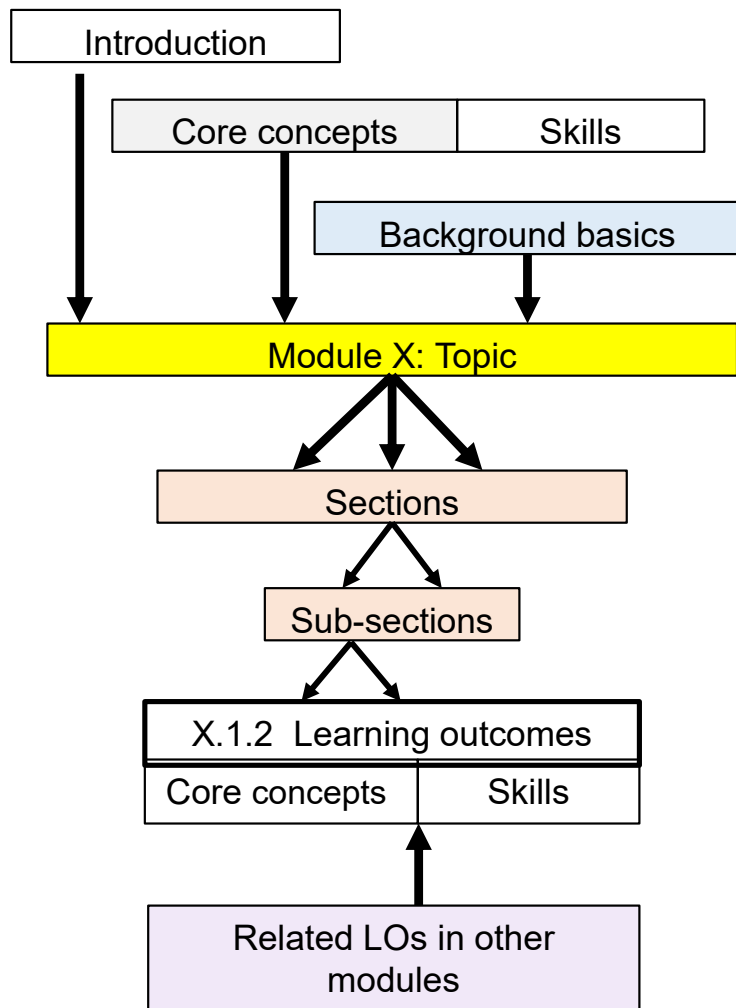 Introduction
Core concepts
Skills
Background basics
Module X: Topic
Sections
Sub-sections
X.1.2  Learning outcomes
Core concepts
Skills
Related LOs in other
modules